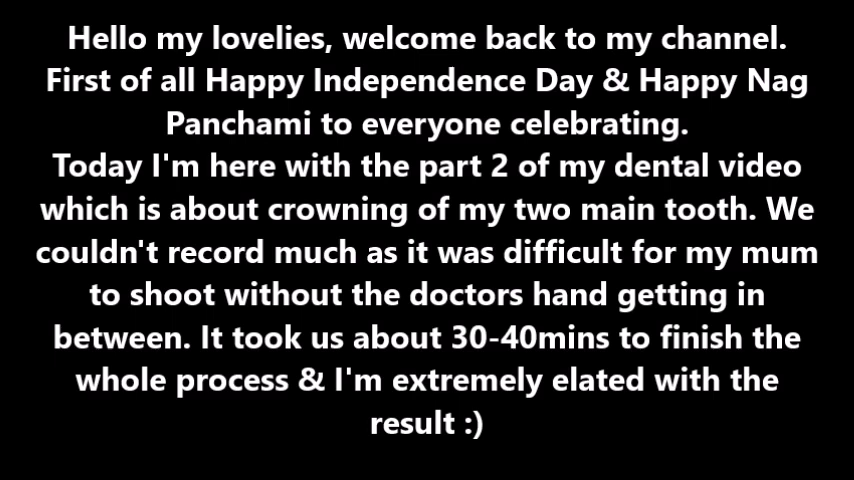 Hello my lovelies, welcome back to my channel.
First of all Happy Independence Day & Happy Nag
Panchami to everyone celebrating.
Today I'm here with the part 2 of my dental video
which is about crowning of my two main tooth. We
couldn't record much as it was difficult for my mum
to shoot without the doctors hand getting in
between. It took us about 30-40mins to finish the
whole process & I'm extremely elated with the
result :)